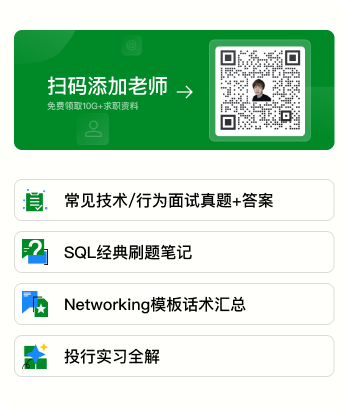 扫码添加老师
免费领取10G+求职资料
常见技术/行为面试真题+答案
SQL经典刷题笔记
Networking模板话术汇总
投行实习全解